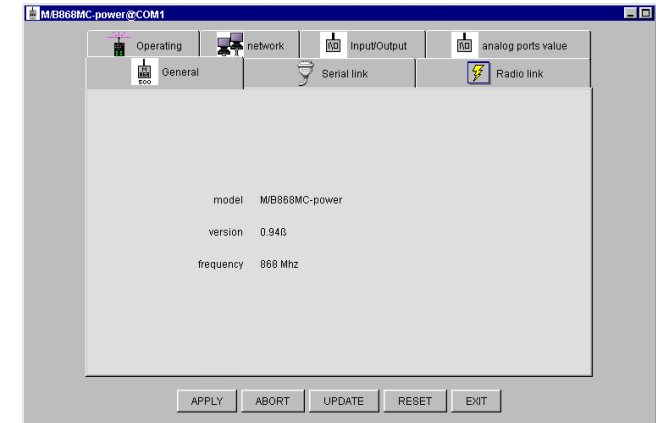 M/B868MC-power@COM1
Operating network Input/Output analog ports value
General Serial link Radio link
model M/B868MC-power
version 0.94ß
frequency 868 Mhz
APPLY ABORT UPDATE RESET EXIT